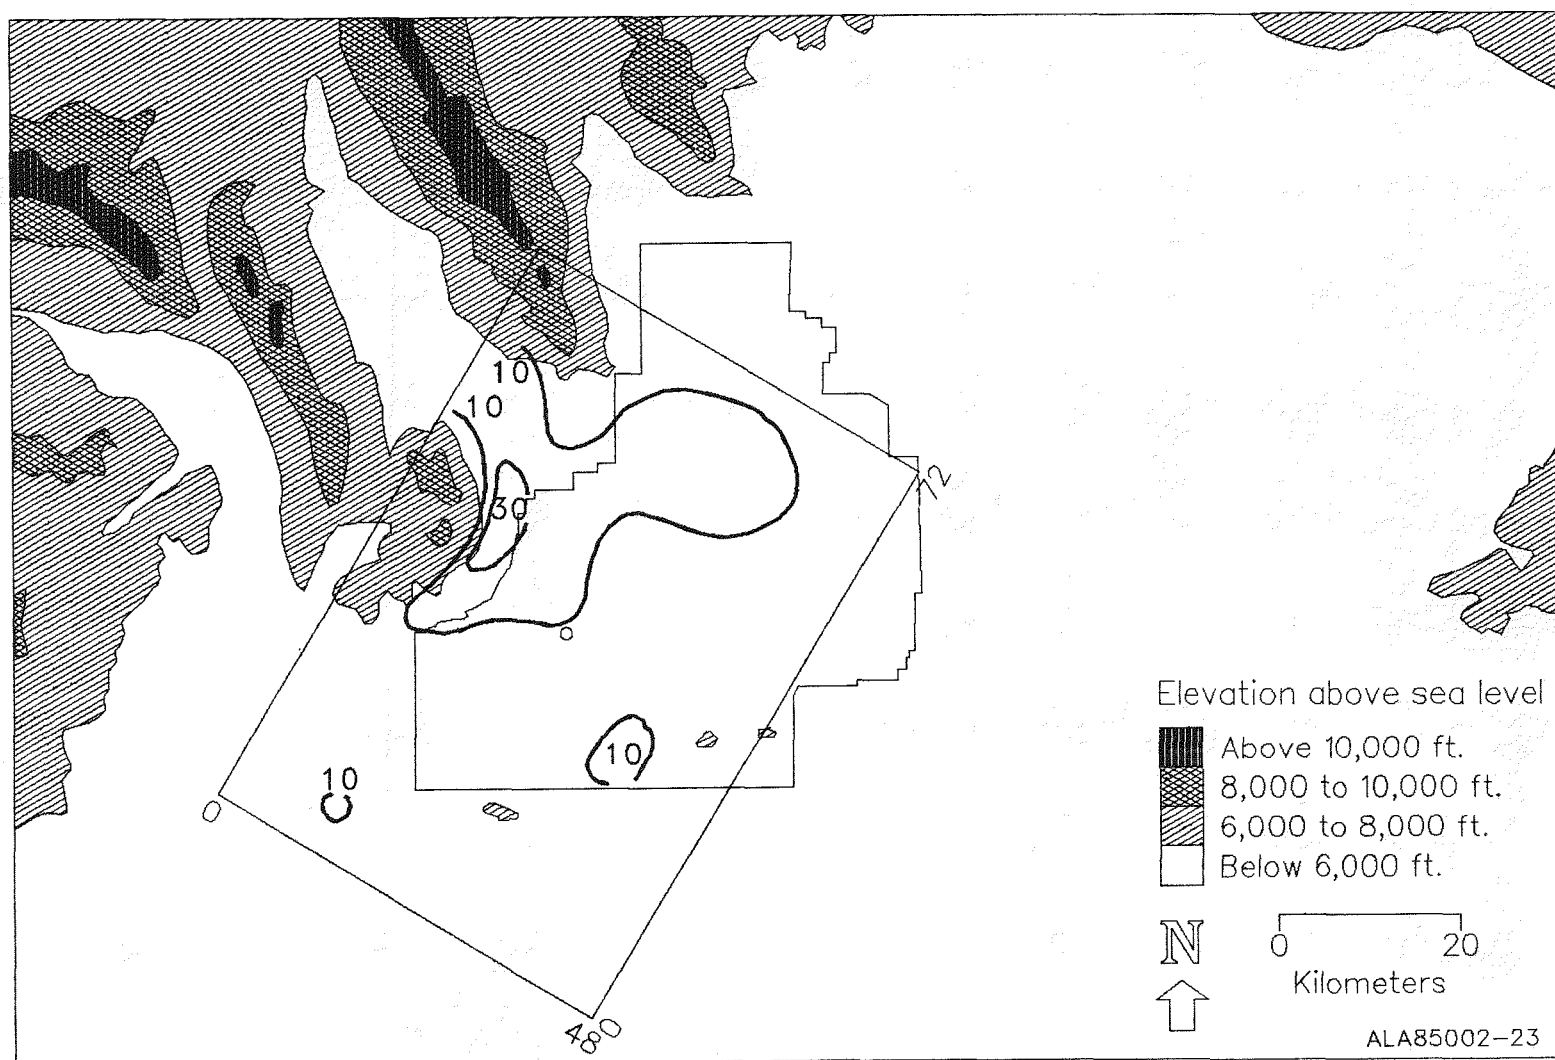 10
10
30
72
10
10
0
480
Elevation above sea level
Above 10,000 ft.
8,000 to 10,000 ft.
6,000 to 8,000 ft.
Below 6,000 ft.
N
0 20
Kilometers
ALA85002-23